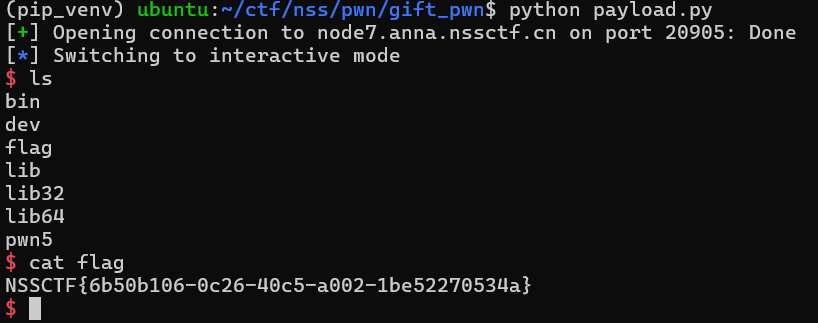 (pip_venv) ubuntu:~/ctf/nss/pwn/gift_pwn$ python payload.py
[+] Opening connection to node7.anna.nssctf.cn on port 20905: Done
[*] Switching to interactive mode
$ ls
bin
dev
flag
lib
lib32
lib64
pwn5
$ cat flag
NSSCTF{6b50b106-0c26-40c5-a002-1be52270534a}
$